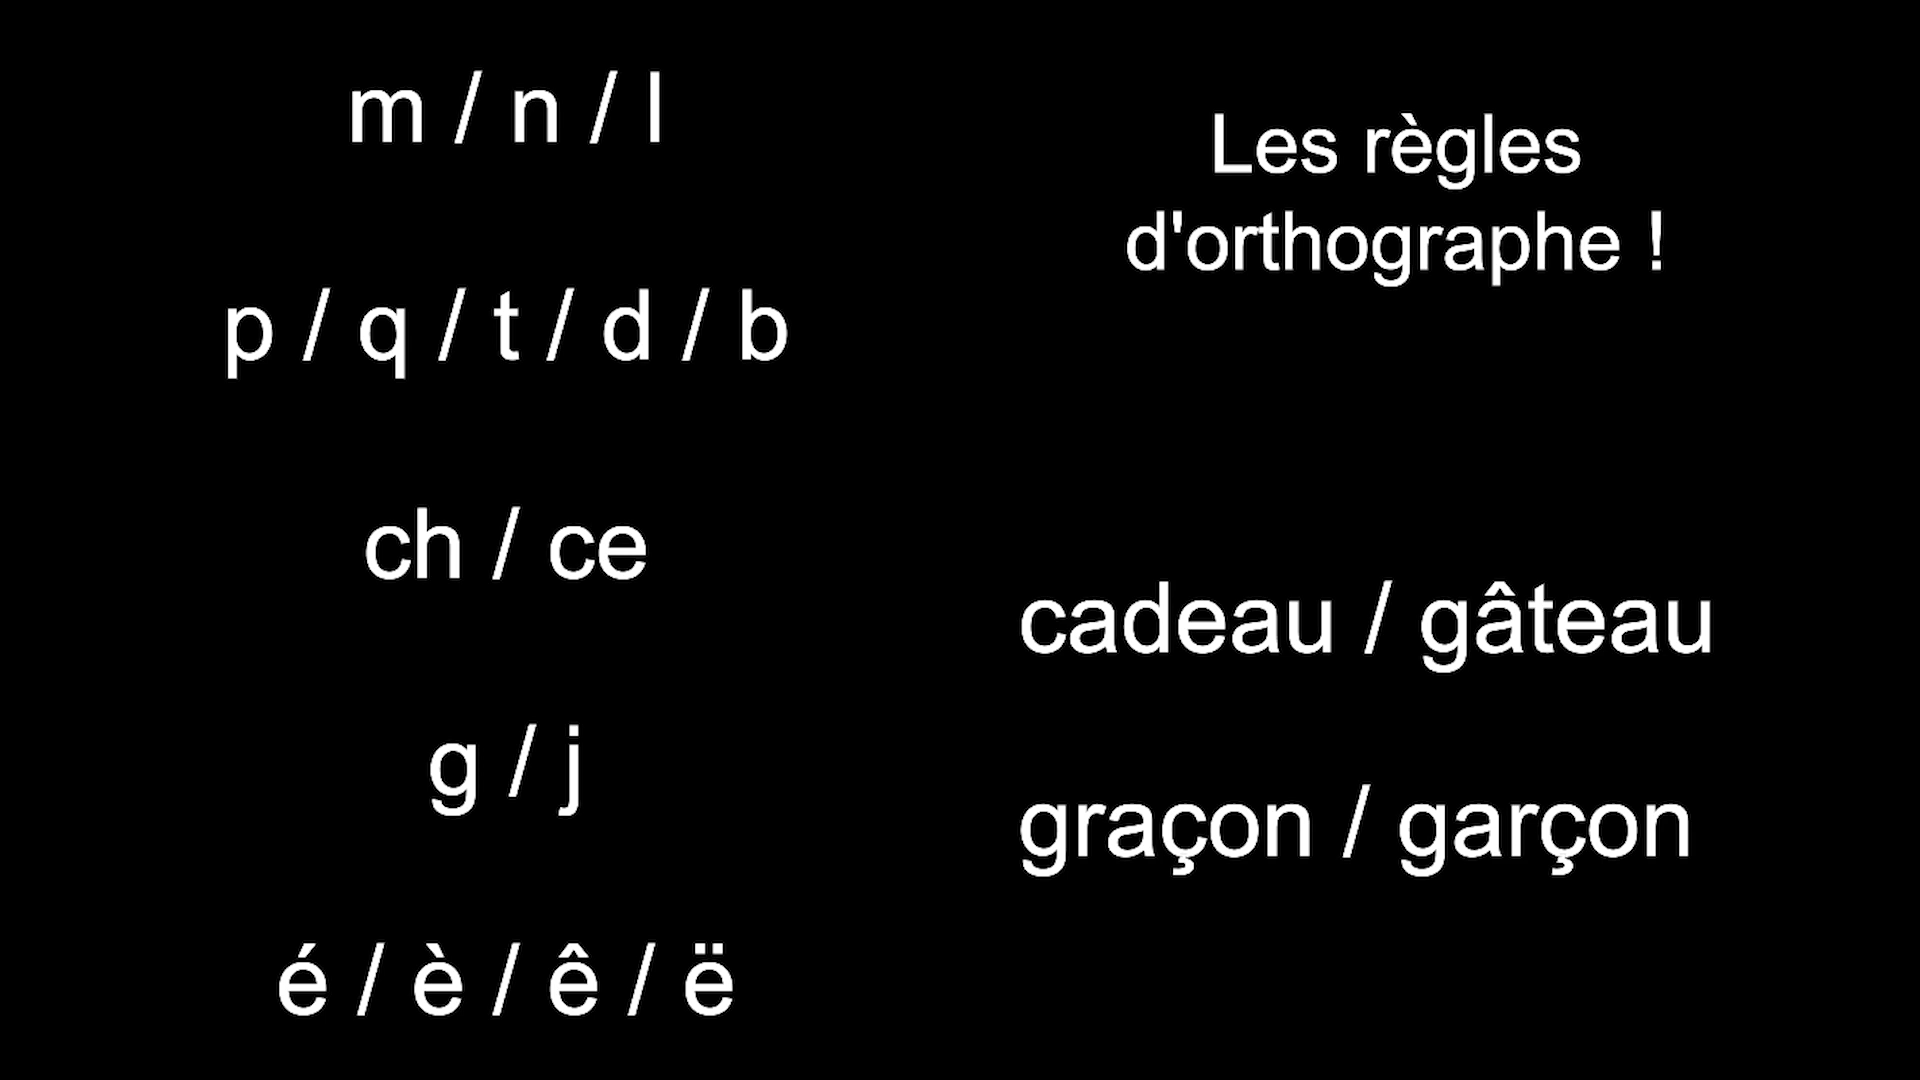 m / n / l
p / q / t / d / b
ch / ce
g / j
é / è / ê / ë
Les règles
d'orthographe !
cadeau / gâteau
graçon / garçon